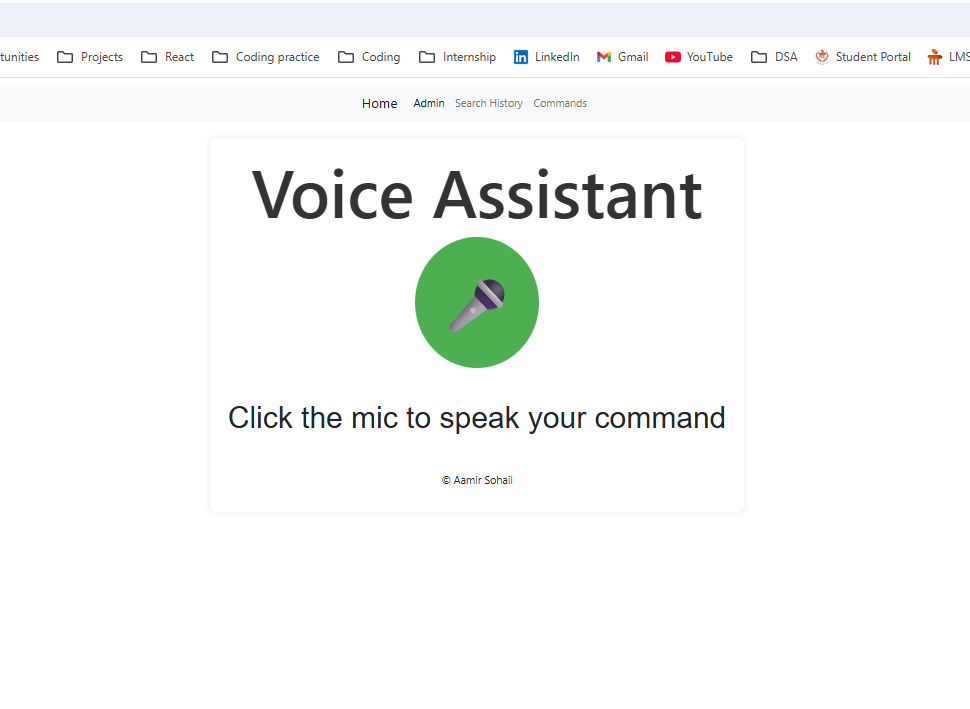 tunities Projects React Coding practice Coding Internship LinkedIn Gmail YouTube DSA Student Portal LMS
Home Admin Search History Commands
Voice Assistant
Click the mic to speak your command
© Aamir Sohail